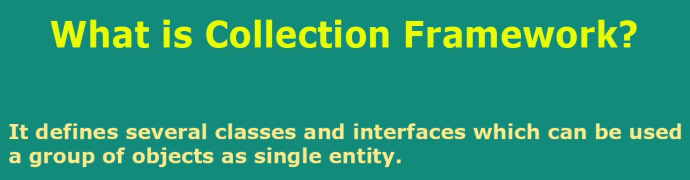 What is Collection Framework?
It defines several classes and interfaces which can be used
a group of objects as single entity.